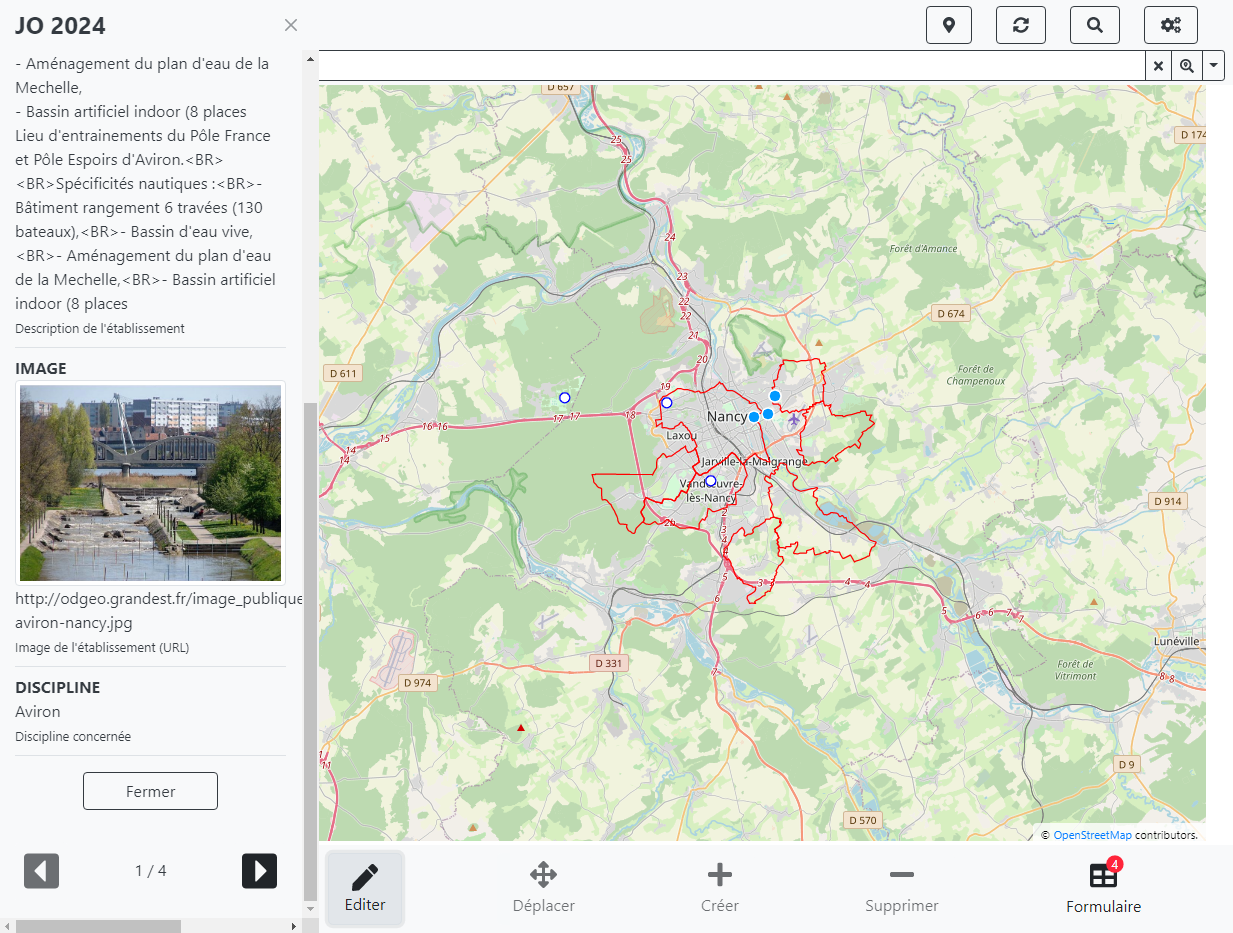 JO 2024
- Aménagement du plan d'eau de la
Mechelle,
- Bassin artificiel indoor (8 places
Lieu d'entrainements du Pôle France
et Pôle Espoirs d'Aviron.<BR>
<BR>Spécificités nautiques :<BR>-
Bâtiment rangement 6 travées (130
bateaux),<BR>- Bassin d'eau vive,
<BR>- Aménagement du plan d'eau
de la Mechelle,<BR>- Bassin artificiel
indoor (8 places
Description de l'établissement
IMAGE
http://odgeo.grandest.fr/image_publique
aviron-nancy.jpg
Image de l'établissement (URL)
DISCIPLINE
Aviron
Discipline concernée
Fermer
1 / 4
D 657
25
25
D 174
24
Forêt d'Amance
23
22
22
D 674
21
20
D 611
Forêt de
Champenoux
19
18
17 17
16 16
15
14
14
Nancy
Laxou
Jarville-la-Malgrange
Vandœuvre-
lès-Nancy
D 914
2b
2
3
4
4
5
3
3
4
4
6
5
6
6
7
7
Lunéville
D 331
Forêt de
Vitrimont
D 974
7
8
8
D 9
11
D 570
© OpenStreetMap contributors.
Editer
Déplacer
Créer
Supprimer
4
Formulaire